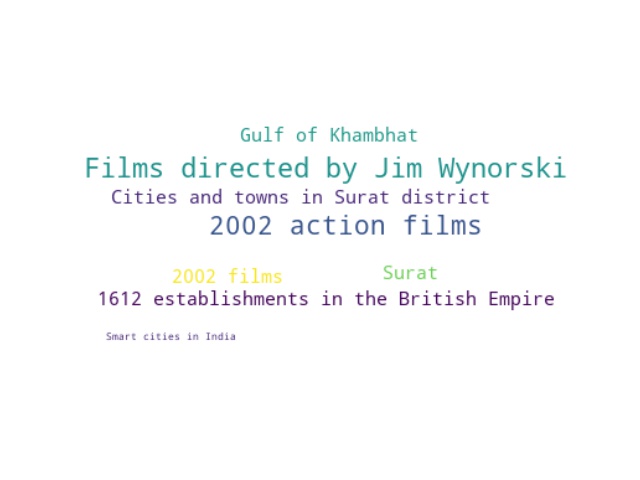 Gulf of Khambhat
Films directed by Jim Wynorski
Cities and towns in Surat district
2002 action films
2002 films
Surat
1612 establishments in the British Empire
Smart cities in India